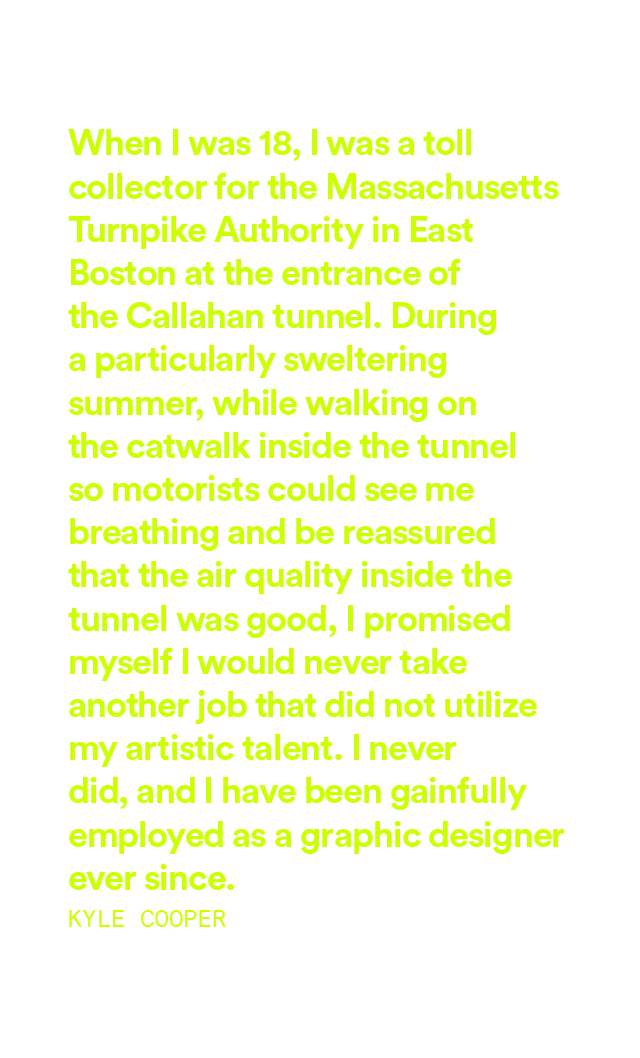 When I was 18, I was a toll
collector for the Massachusetts
Turnpike Authority in East
Boston at the entrance of
the Callahan tunnel. During
a particularly sweltering
summer, while walking on
the catwalk inside the tunnel
so motorists could see me
breathing and be reassured
that the air quality inside the
tunnel was good, I promised
myself I would never take
another job that did not utilize
my artistic talent. I never
did, and I have been gainfully
employed as a graphic designer
ever since.
KYLE COOPER